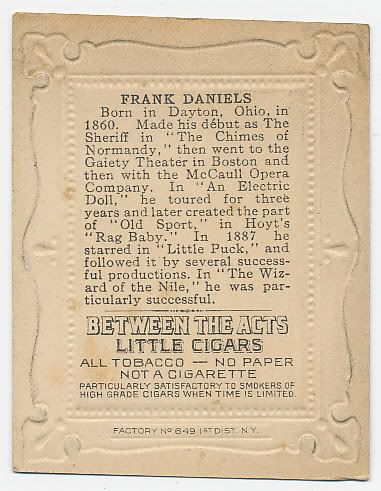 FRANK DANIELS
Born in Dayton, Ohio, in
1860. Made his début as The
Sheriff in "The Chimes of
Normandy," then went to the
Gaiety Theater in Boston and
then with the McCaull Opera
Company. In "An Electric
Doll," he toured for three
years and later created the part
of "Old Sport," in Hoyt's
"Rag Baby." In 1887 he
starred in "Little Puck," and
followed it by several success-
ful productions. In "The Wiz-
ard of the Nile," he was par-
ticularly successful.
BETWEEN THE ACTS
LITTLE CIGARS
ALL TOBACCO — NO PAPER
NOT A CIGARETTE
PARTICULARLY SATISFACTORY TO SMOKERS OF
HIGH GRADE CIGARS WHEN TIME IS LIMITED.
FACTORY No 649 1ST DIST. N.Y.